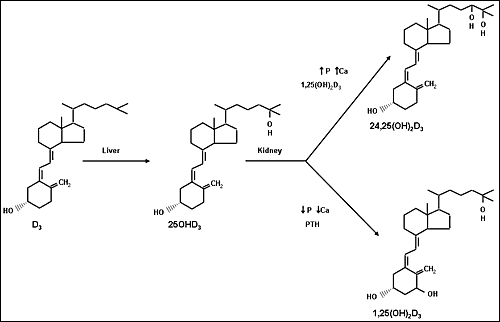 CH₂
HO
D₃
Liver
OH
CH₂
HO
25OHD₃
Kidney
↑P ↑Ca
1,25(OH)₂D₃
OH
OH
CH₂
HO
24,25(OH)₂D₃
↓P ↓Ca
PTH
OH
CH₂
HO
OH
1,25(OH)₂D₃